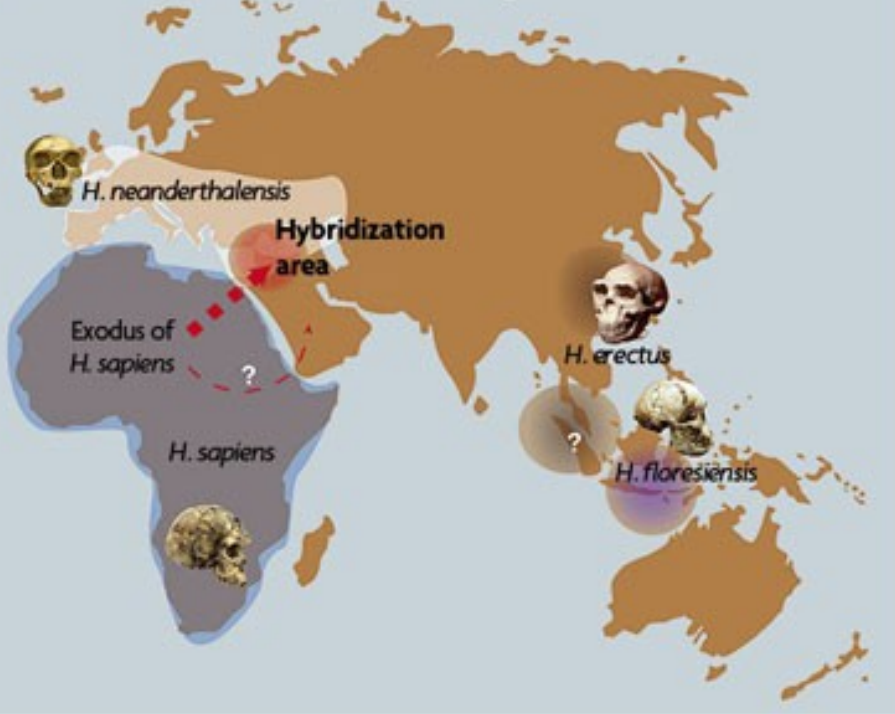 H. neanderthalensis
Hybridization
area
Exodus of
H. sapiens
?
H. erectus
?
H. sapiens
H. floresiensis